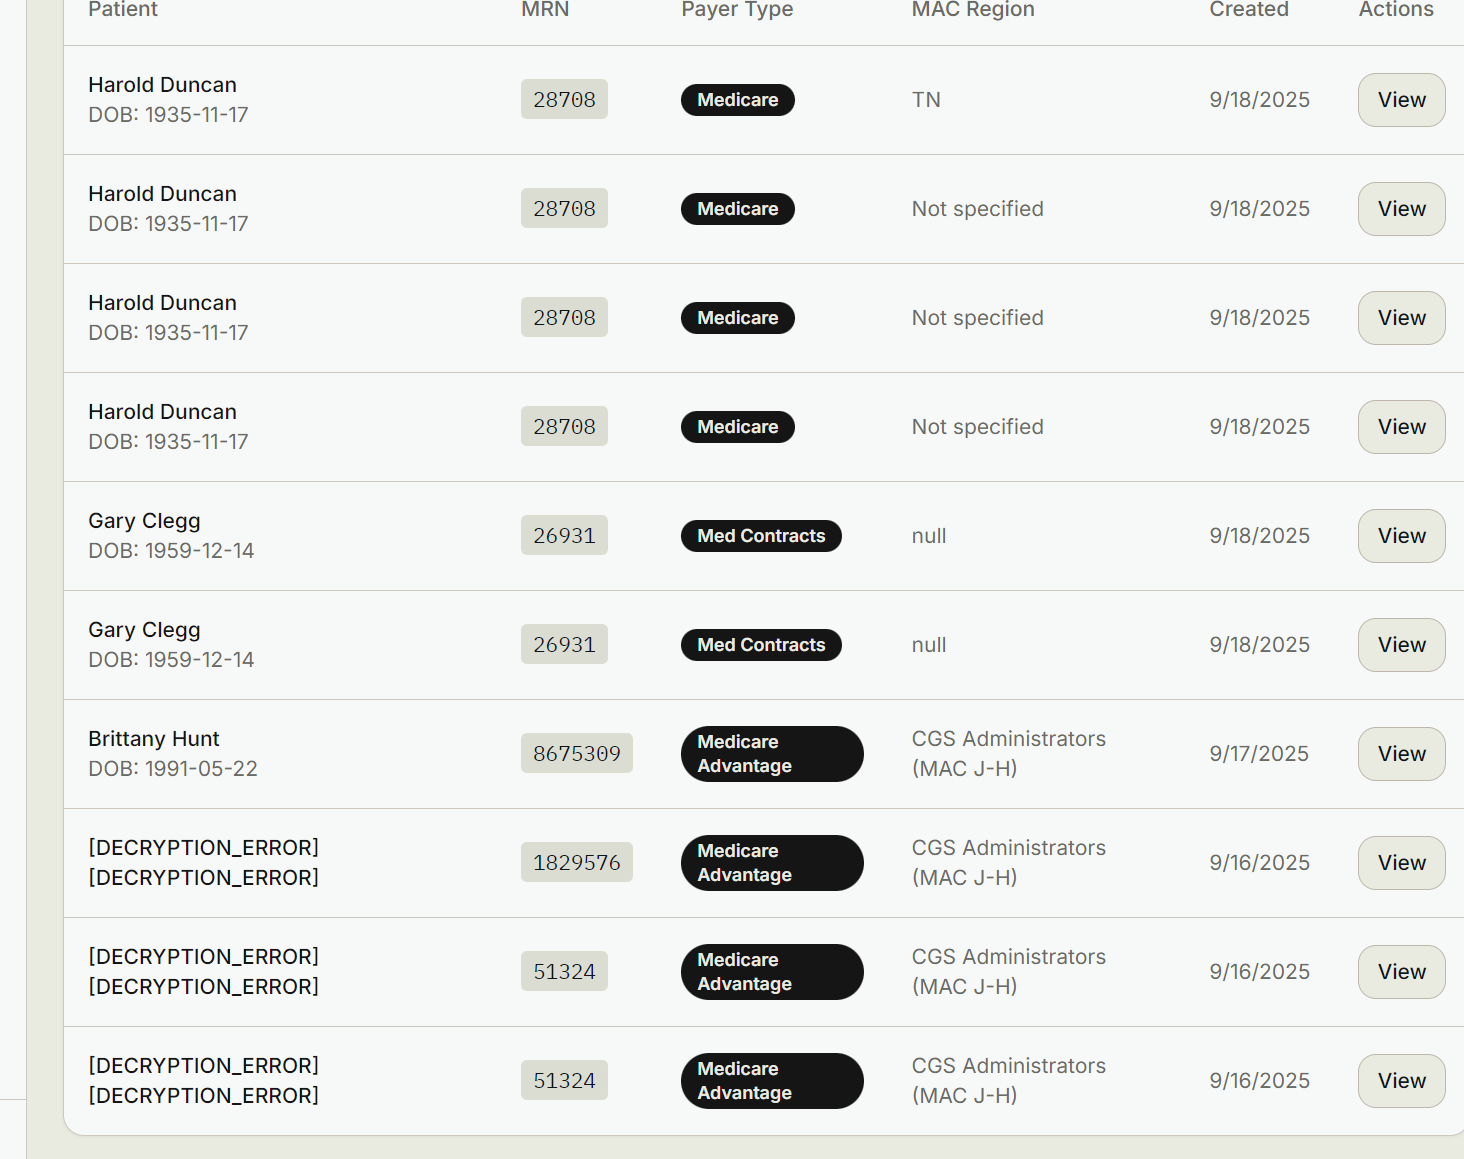 Patient MRN Payer Type MAC Region Created Actions
Harold Duncan
DOB: 1935-11-17
28708 Medicare TN 9/18/2025 View
Harold Duncan
DOB: 1935-11-17
28708 Medicare Not specified 9/18/2025 View
Harold Duncan
DOB: 1935-11-17
28708 Medicare Not specified 9/18/2025 View
Harold Duncan
DOB: 1935-11-17
28708 Medicare Not specified 9/18/2025 View
Gary Clegg
DOB: 1959-12-14
26931 Med Contracts null 9/18/2025 View
Gary Clegg
DOB: 1959-12-14
26931 Med Contracts null 9/18/2025 View
Brittany Hunt
DOB: 1991-05-22
8675309
Medicare
Advantage
CGS Administrators
(MAC J-H)
9/17/2025 View
[DECRYPTION_ERROR]
[DECRYPTION_ERROR]
1829576
Medicare
Advantage
CGS Administrators
(MAC J-H)
9/16/2025 View
[DECRYPTION_ERROR]
[DECRYPTION_ERROR]
51324
Medicare
Advantage
CGS Administrators
(MAC J-H)
9/16/2025 View
[DECRYPTION_ERROR]
[DECRYPTION_ERROR]
51324
Medicare
Advantage
CGS Administrators
(MAC J-H)
9/16/2025 View